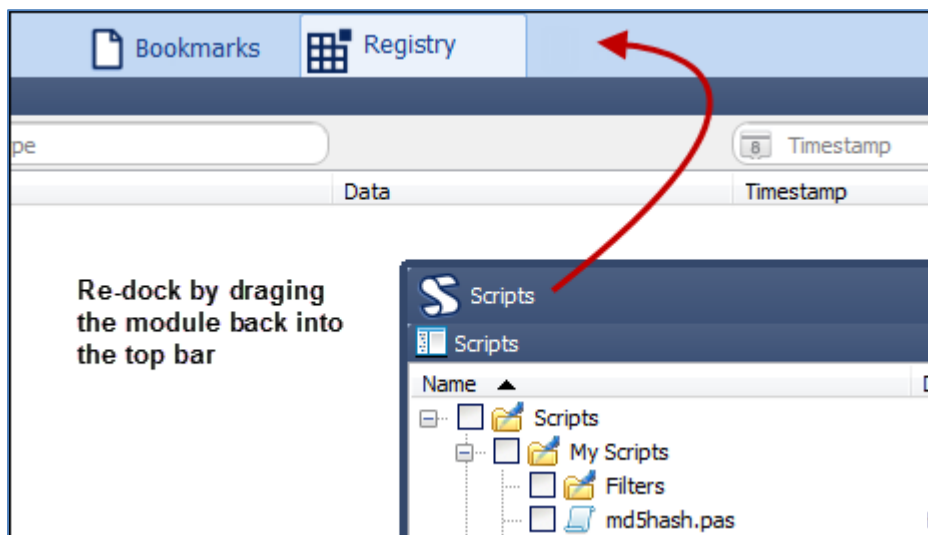 Bookmarks Registry
pe 8 Timestamp
Data Timestamp
Re-dock by draging
the module back into
the top bar
Scripts
Scripts
Name
Scripts
My Scripts
Filters
md5hash.pas